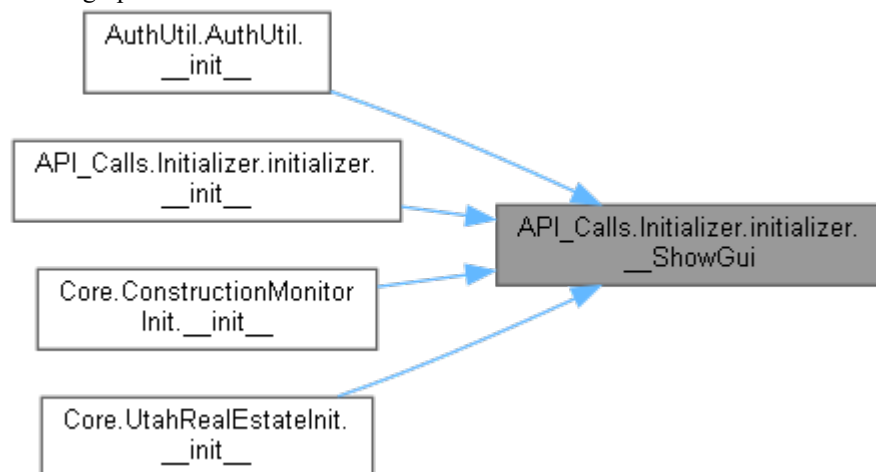 AuthUtil.AuthUtil.
__init__
API_Calls.Initializer.initializer.
__init__
API_Calls.Initializer.initializer.
__ShowGui
Core.ConstructionMonitor
Init.__init__
Core.UtahRealEstateInit.
__init__